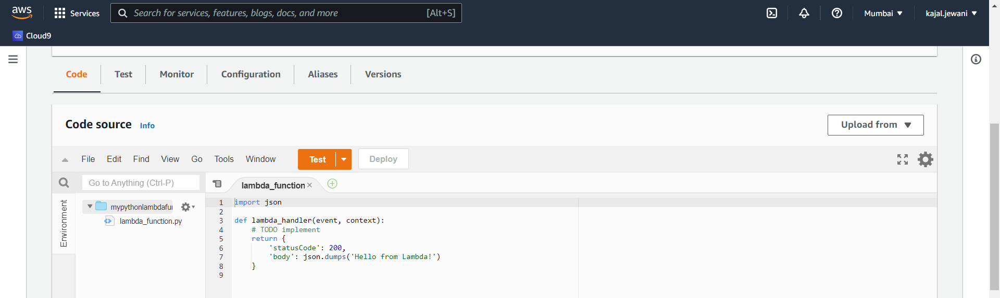 aws Services Search for services, features, blogs, docs, and more [Alt+S] Mumbai ▼ kajal.jewani ▼
Cloud9
Code Test Monitor Configuration Aliases Versions
Code source Info Upload from ▼
File Edit Find View Go Tools Window Test Deploy
Go to Anything (Ctrl-P) lambda_function ×
Environment
mypythonlambdafu
lambda_function.py
1 import json
2
3 def lambda_handler(event, context):
4     # TODO implement
5     return {
6         'statusCode': 200,
7         'body': json.dumps('Hello from Lambda!')
8     }
9